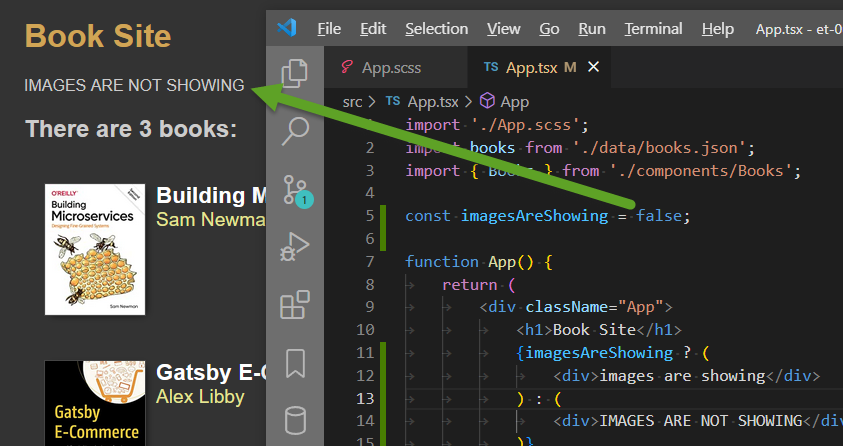 Book Site
IMAGES ARE NOT SHOWING
There are 3 books:
O'REILLY
Building
Microservices
Designing Fine-Grained Systems
Sam Newman
Building M
Sam Newma
Gatsby
E-Commerce
Gatsby E-C
Alex Libby
File Edit Selection View Go Run Terminal Help App.tsx - et-0
App.scss
TS App.tsx M
src > TS App.tsx > App
1
import './App.scss';
2 import books from './data/books.json';
3 import { Books } from './components/Books';
4
5 const imagesAreShowing = false;
6
7 function App() {
8 return (
9 <div className="App">
10 <h1>Book Site</h1>
11 {imagesAreShowing ? (
12 <div>images are showing</div>
13 ) : (
14 <div>IMAGES ARE NOT SHOWING</di
)}